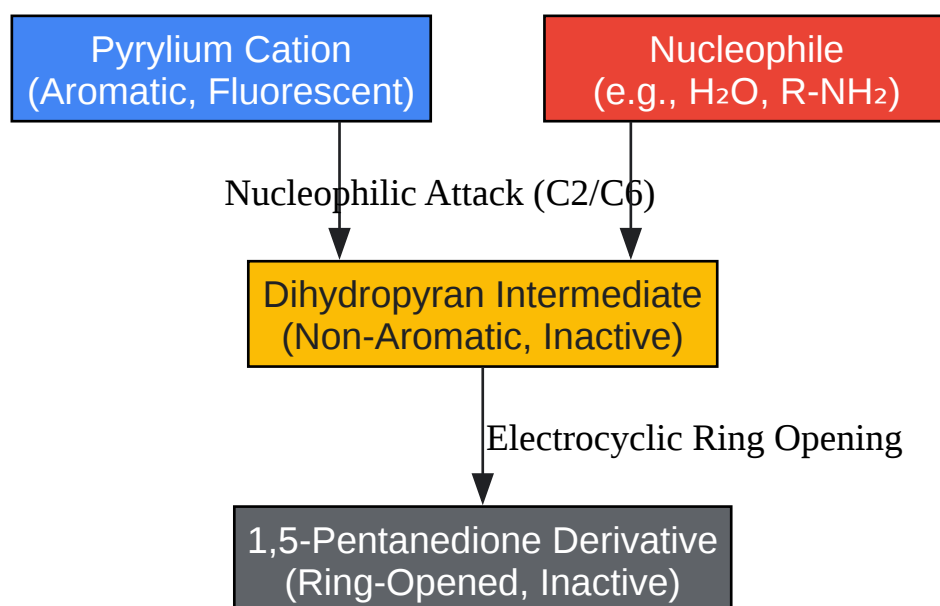 Pyrylium Cation
(Aromatic, Fluorescent)
Nucleophile
(e.g., H₂O, R-NH₂)
Nucleophilic Attack (C2/C6)
Dihydropyran Intermediate
(Non-Aromatic, Inactive)
Electrocyclic Ring Opening
1,5-Pentanedione Derivative
(Ring-Opened, Inactive)